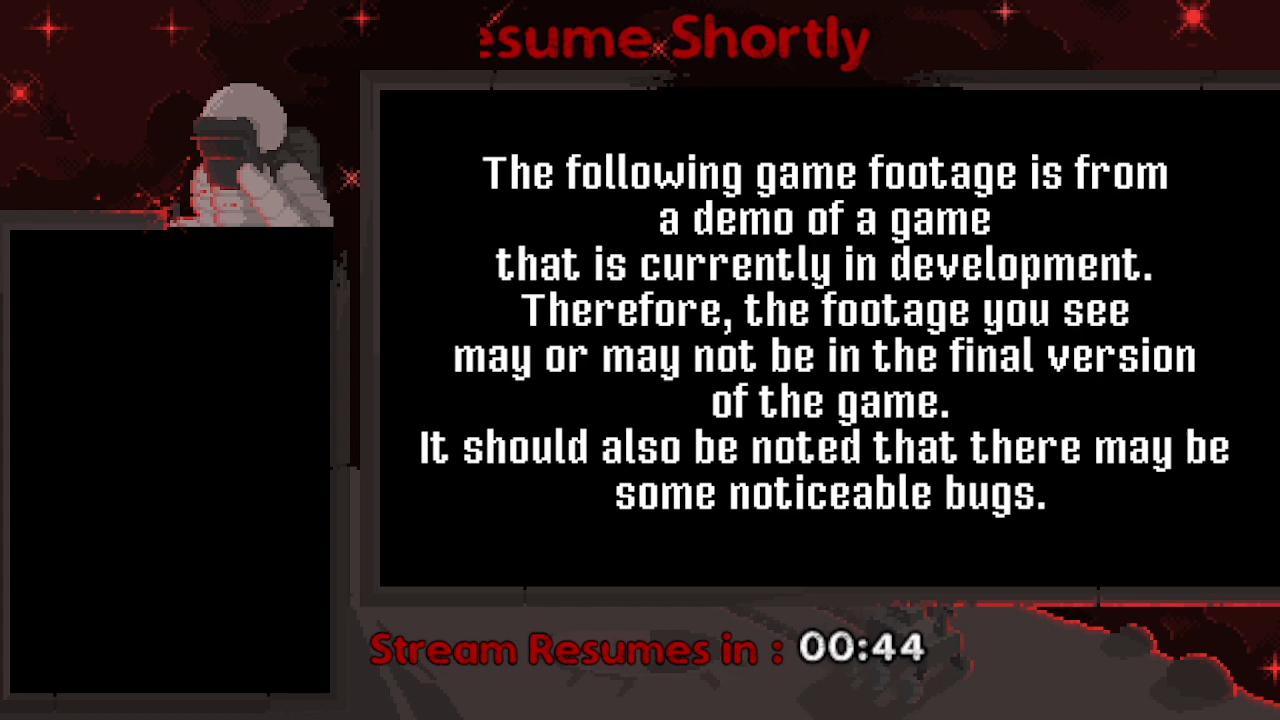 Shortly
The following game footage is from
a demo of a game
that is currently in development.
Therefore, the footage you see
may or may not be in the final version
of the game.
It should also be noted that there may be
some noticeable bugs.
Stream Resumes in : 00:44